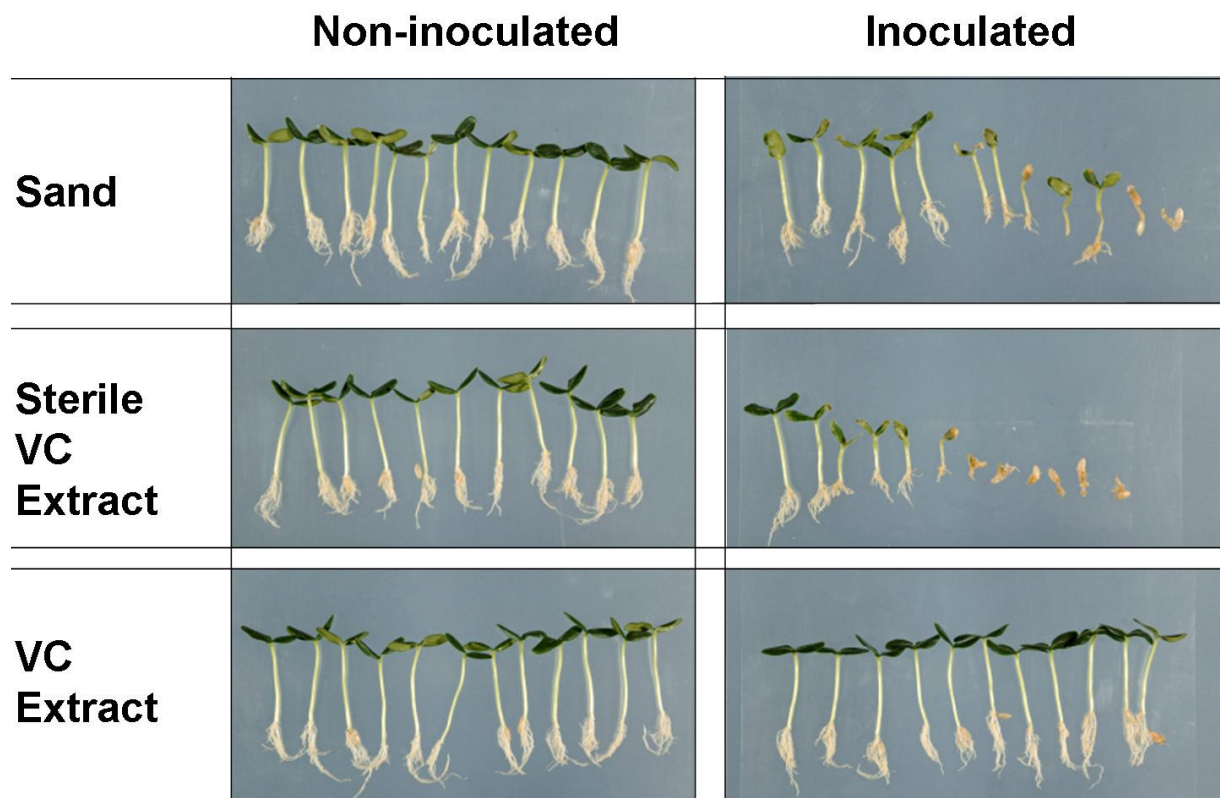 Non-inoculated
Inoculated
Sand
Sterile
VC
Extract
VC
Extract